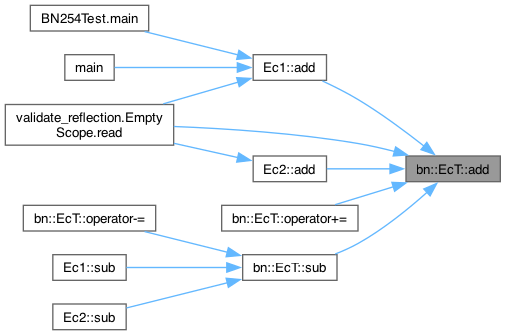 BN254Test.main
main
Ec1::add
validate_reflection.Empty
Scope.read
Ec2::add
bn::EcT::add
bn::EcT::operator-=
bn::EcT::operator+=
Ec1::sub
bn::EcT::sub
Ec2::sub